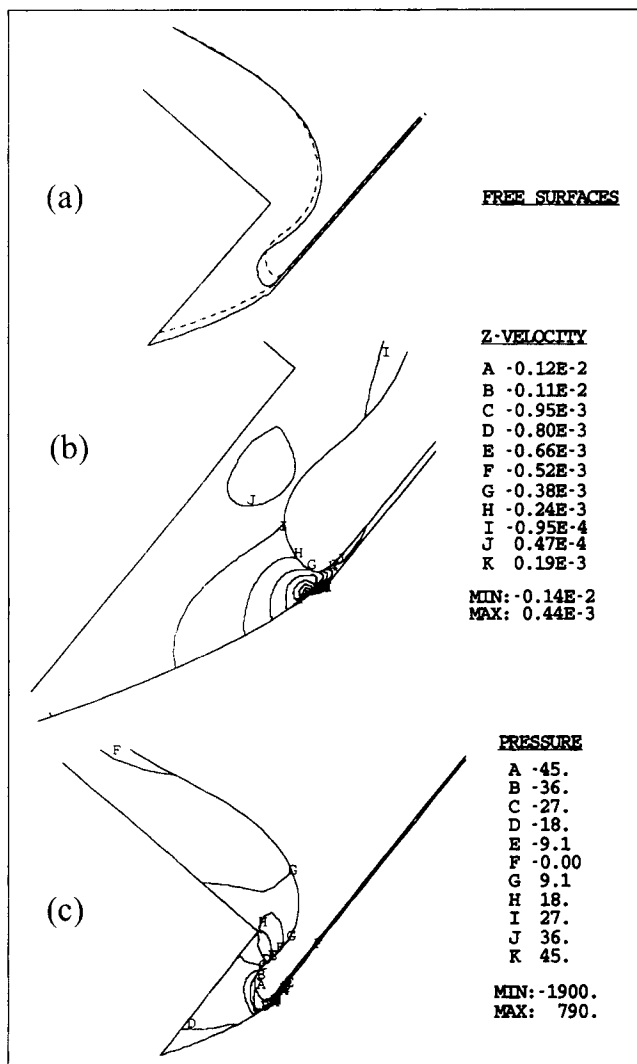 (a)
FREE SURFACES
Z-VELOCITY
A -0.12E-2
B -0.11E-2
C -0.95E-3
D -0.80E-3
E -0.66E-3
F -0.52E-3
G -0.38E-3
H -0.24E-3
I -0.95E-4
J 0.47E-4
K 0.19E-3
MIN:-0.14E-2
MAX: 0.44E-3
(b)
I
J
I
H
G
PRESSURE
A -45.
B -36.
C -27.
D -18.
E -9.1
F -0.00
G 9.1
H 18.
I 27.
J 36.
K 45.
MIN:-1900.
MAX: 790.
(c)
F
G
H
G
B
A
D